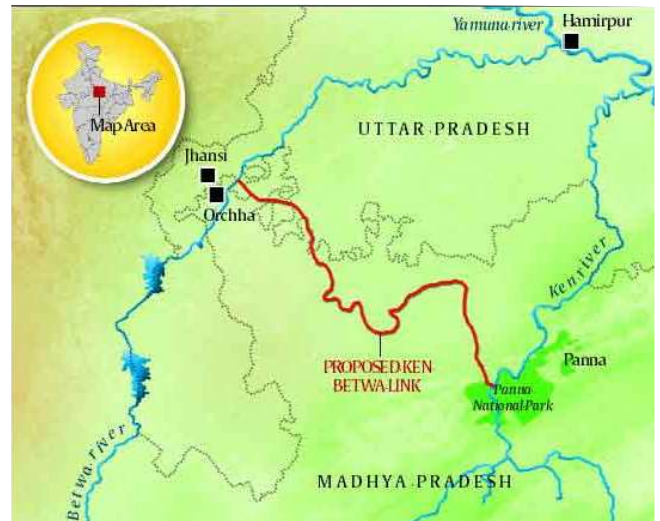 Yamuna river
Hamirpur
Map Area
UTTAR PRADESH
Jhansi
Orchha
Ken river
Panna
PROPOSED KEN
BETWA LINK
Panna
National Park
Betwa river
MADHYA PRADESH